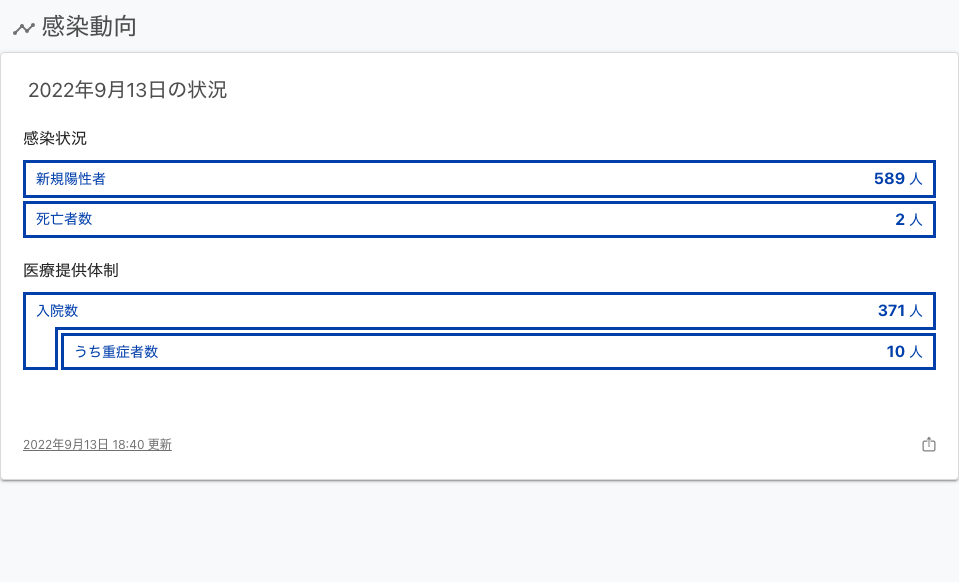 感染動向
2022年9月13日の状況
感染状況
新規陽性者 589 人
死亡者数 2 人
医療提供体制
入院数 371 人
うち重症者数 10 人
2022年9月13日 18:40 更新